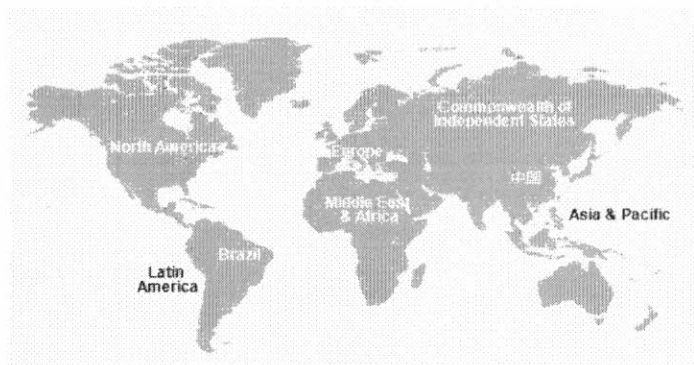 Commonwealth of
Independent States
North America
Europe
中國
Middle East
& Africa
Asia & Pacific
Brazil
Latin
America